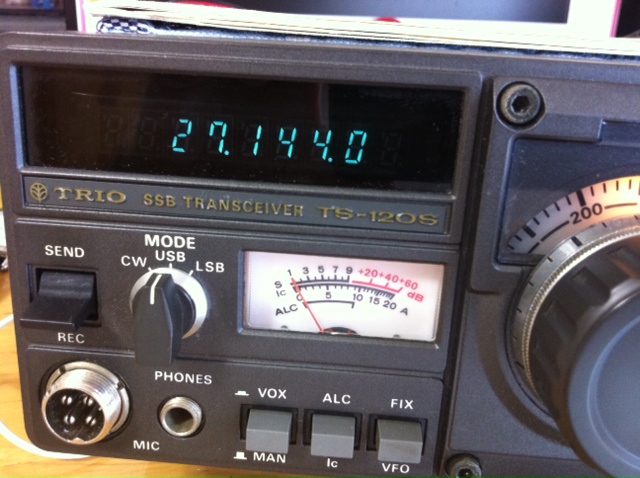 27.144.0
TRIO SSB TRANSCEIVER TS-120S
200
SEND
REC
MODE
CW USB LSB
S 1 3 5 7 9 +20 +40 +60 dB
Ic 0 5 10 15 20 A
ALC
PHONES
MIC
VOX ALC FIX
MAN Ic VFO